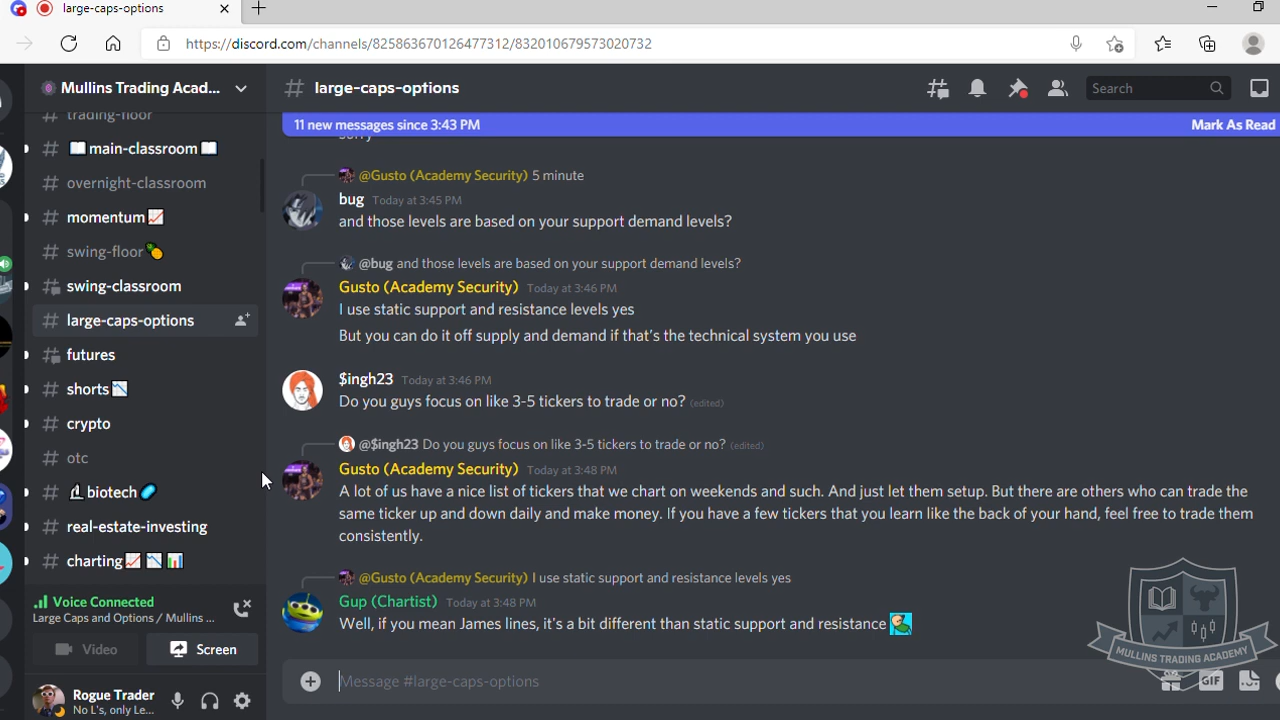 large-caps-options
https://discord.com/channels/825863670126477312/832010679573020732
Mullins Trading Acad...
large-caps-options
Search
trading-floor
main-classroom
overnight-classroom
momentum
swing-floor
swing-classroom
large-caps-options
futures
shorts
crypto
otc
biotech
real-estate-investing
charting
Voice Connected
Large Caps and Options / Mullins ...
Video
Screen
Rogue Trader
No L's, only Le...
11 new messages since 3:43 PM
Mark As Read
sorry
@Gusto (Academy Security) 5 minute
bug Today at 3:45 PM
and those levels are based on your support demand levels?
@bug and those levels are based on your support demand levels?
Gusto (Academy Security) Today at 3:46 PM
I use static support and resistance levels yes
But you can do it off supply and demand if that's the technical system you use
$ingh23 Today at 3:46 PM
Do you guys focus on like 3-5 tickers to trade or no? (edited)
@$ingh23 Do you guys focus on like 3-5 tickers to trade or no? (edited)
Gusto (Academy Security) Today at 3:48 PM
A lot of us have a nice list of tickers that we chart on weekends and such. And just let them setup. But there are others who can trade the
same ticker up and down daily and make money. If you have a few tickers that you learn like the back of your hand, feel free to trade them
consistently.
@Gusto (Academy Security) I use static support and resistance levels yes
Gup (Chartist) Today at 3:48 PM
Well, if you mean James lines, it's a bit different than static support and resistance
Message #large-caps-options
GIF
MULLINS TRADING ACADEMY